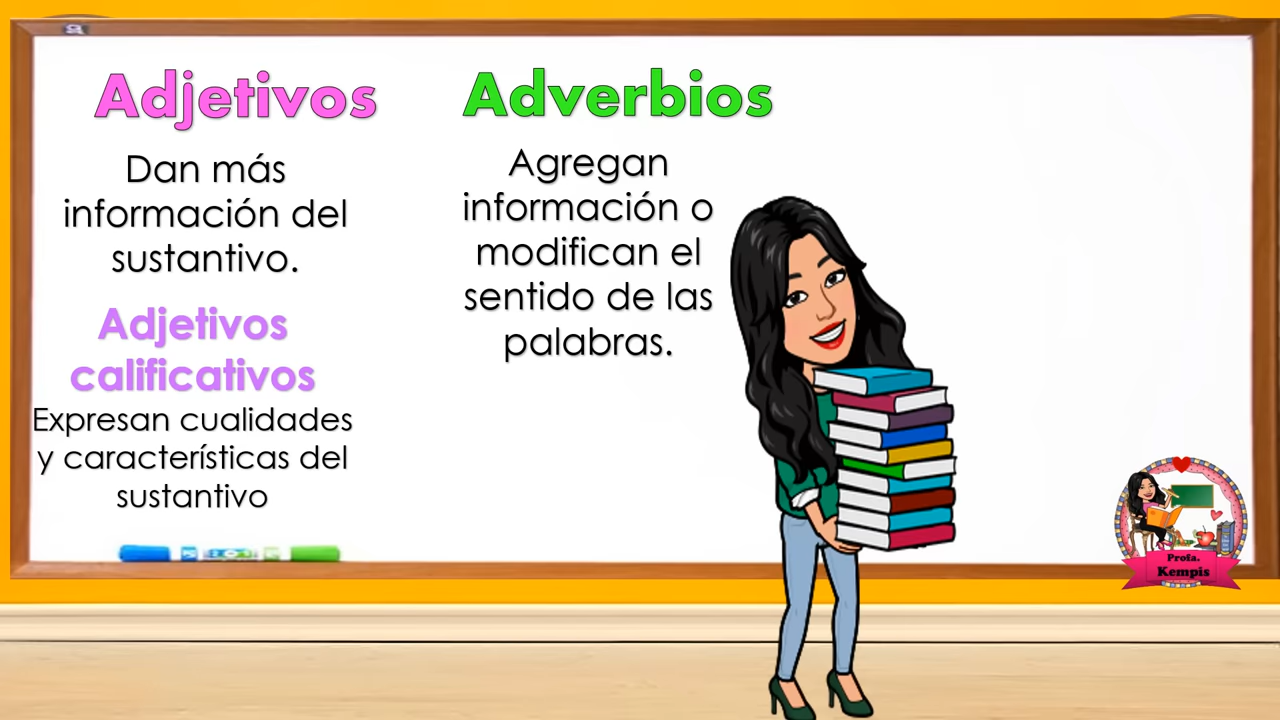 Adjetivos
Dan más
información del
sustantivo.
Adjetivos
calificativos
Expresan cualidades
y características del
sustantivo
Adverbios
Agregan
información o
modifican el
sentido de las
palabras.
Profa.
Kempis